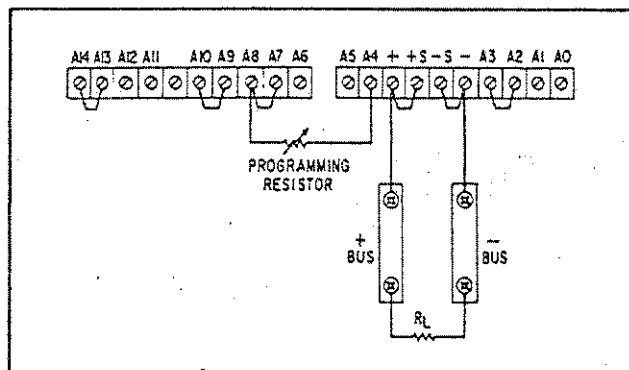 A14 A13 A12 A11 A10 A9 A8 A7 A6 A5 A4 + +S -S - A3 A2 A1 A0
PROGRAMMING
RESISTOR
+
BUS
-
BUS
RL